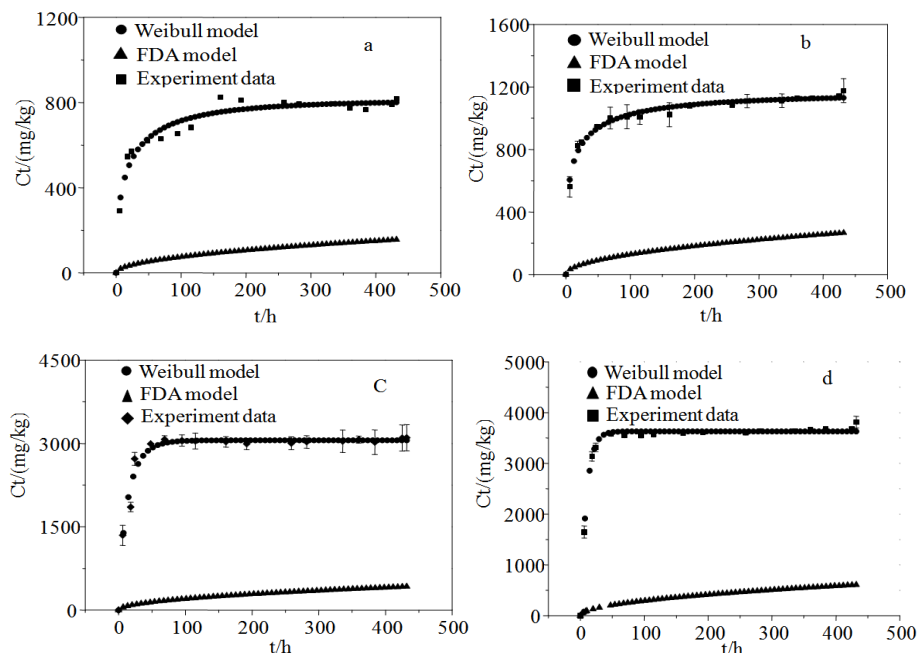 a
Weibull model
FDA model
Experiment data
Ct/(mg/kg)
1200
800
400
0
0 100 200 300 400 500
t/h
b
Weibull model
FDA model
Experiment data
Ct/(mg/kg)
1600
1200
800
400
0
0 100 200 300 400 500
t/h
C
Weibull model
FDA model
Experiment data
Ct/(mg/kg)
4500
3000
1500
0
0 100 200 300 400 500
t/h
d
Weibull model
FDA model
Experiment data
Ct/(mg/kg)
5000
4000
3000
2000
1000
0
0 100 200 300 400 500
t/h